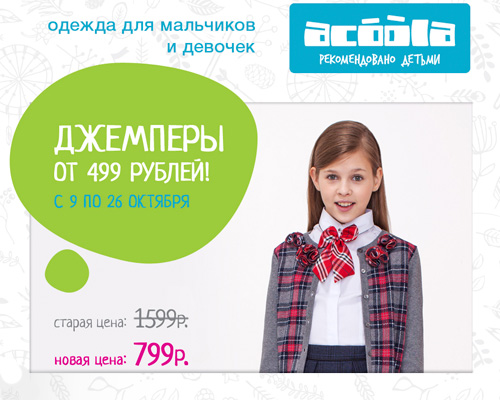 одежда для мальчиков
и девочек
acoola
РЕКОМЕНДОВАНО ДЕТЬМИ
ДЖЕМПЕРЫ
ОТ 499 РУБЛЕЙ!
С 9 ПО 26 ОКТЯБРЯ
старая цена: 1599р.
новая цена: 799р.